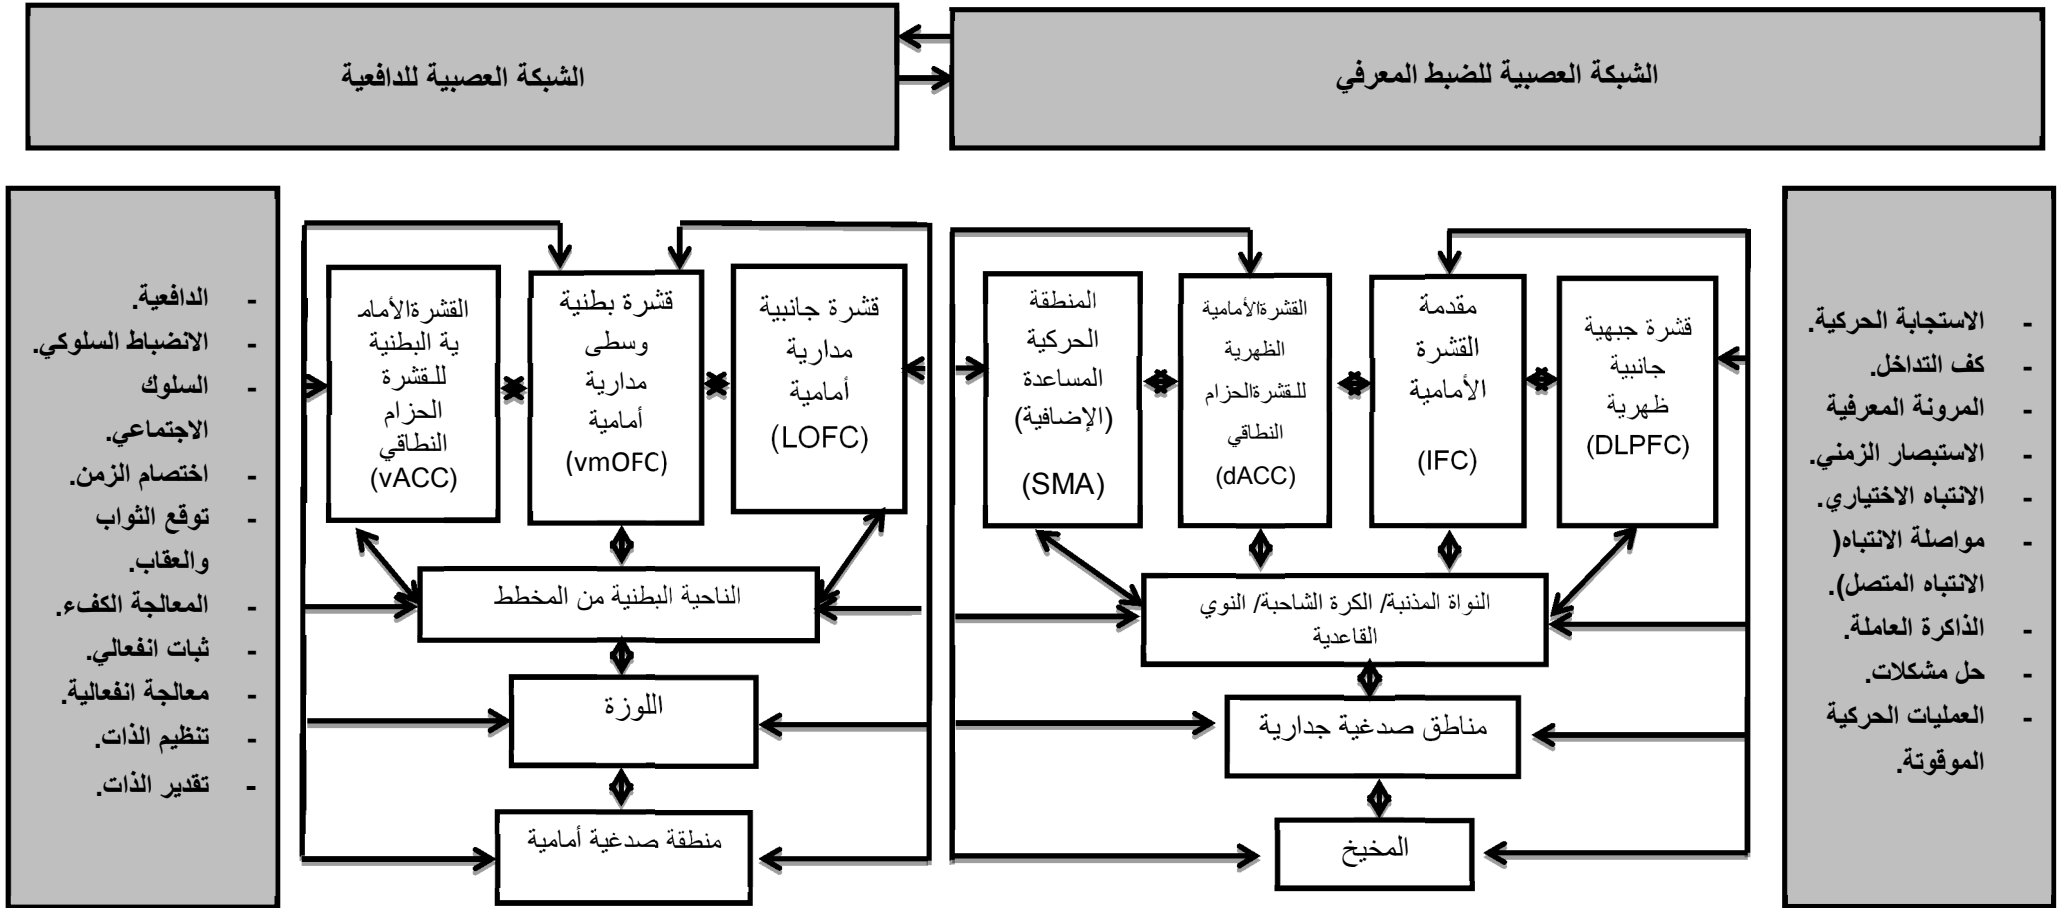 الشبكة العصبية للضبط المعرفي
الشبكة العصبية للدافعية
- الاستجابة الحركية.
- كف التداخل.
- المرونة المعرفية
- الاستبصار الزمني.
- الانتباه الاختياري.
- مواصلة الانتباه(
الانتباه المتصل).
- الذاكرة العاملة.
- حل مشكلات.
- العمليات الحركية
الموقوتة.
قشرة جبهية
جانبية
ظهرية
(DLPFC)
مقدمة
القشرة
الأمامية
(IFC)
القشرةالأمامية
الظهرية
للقشرةالحزام
النطاقي
(dACC)
المنطقة
الحركية
المساعدة
(الإضافية)
(SMA)
النواة المذنبة/ الكرة الشاحبة/ النوي
القاعدية
مناطق صدغية جدارية
المخيخ
قشرة جانبية
مدارية
أمامية
(LOFC)
قشرة بطنية
وسطى
مدارية
أمامية
(vmOFC)
القشرةالأمام
ية البطنية
للقشرة
الحزام
النطاقي
(vACC)
الناحية البطنية من المخطط
اللوزة
منطقة صدغية أمامية
- الدافعية.
- الانضباط السلوكي.
- السلوك
الاجتماعي.
- اختصام الزمن.
- توقع الثواب
والعقاب.
- المعالجة الكفء.
- ثبات انفعالي.
- معالجة انفعالية.
- تنظيم الذات.
- تقدير الذات.